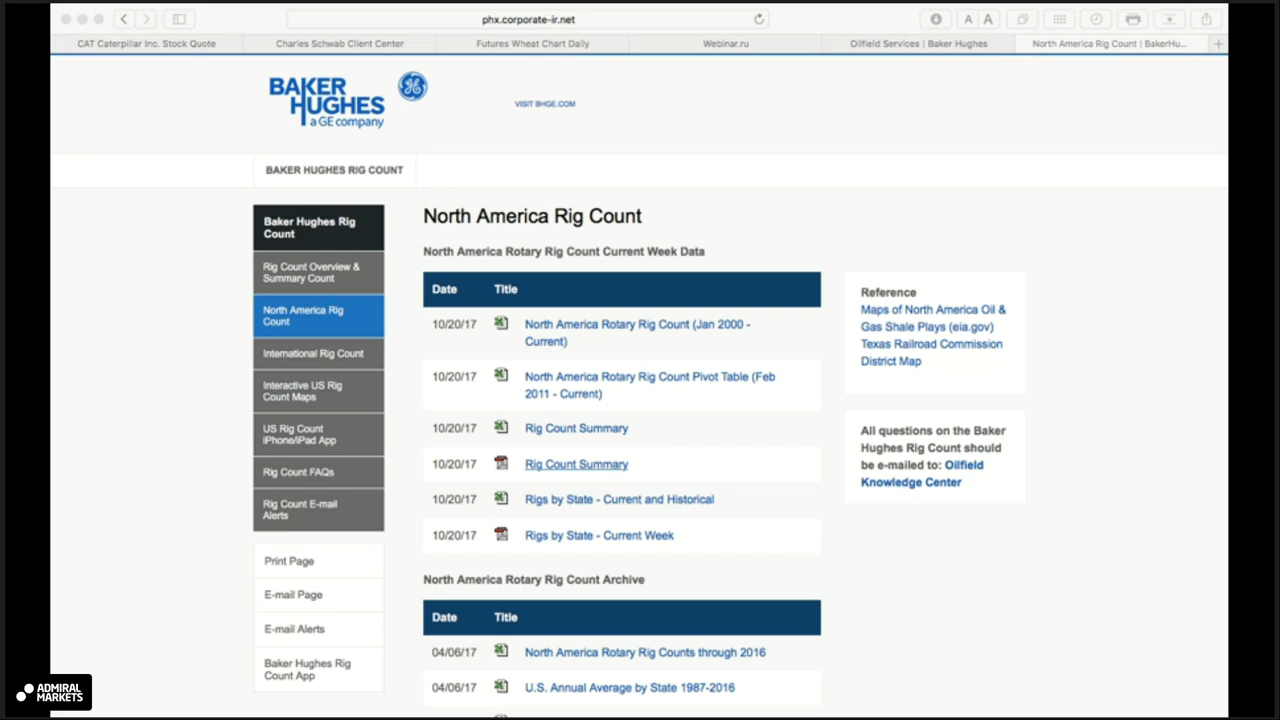 phx.corporate-ir.net
A A
CAT Caterpillar Inc. Stock Quote
Charles Schwab Client Center
Futures Wheat Chart Daily
Webinar.ru
Oilfield Services | Baker Hughes
North America Rig Count | BakerHu...
BAKER
HUGHES
a GE company
VISIT BHGE.COM
BAKER HUGHES RIG COUNT
Baker Hughes Rig
Count
Rig Count Overview &
Summary Count
North America Rig
Count
International Rig Count
Interactive US Rig
Count Maps
US Rig Count
iPhone/iPad App
Rig Count FAQs
Rig Count E-mail
Alerts
Print Page
E-mail Page
E-mail Alerts
Baker Hughes Rig
Count App
North America Rig Count
North America Rotary Rig Count Current Week Data
Date Title
10/20/17 North America Rotary Rig Count (Jan 2000 -
Current)
10/20/17 North America Rotary Rig Count Pivot Table (Feb
2011 - Current)
10/20/17 Rig Count Summary
10/20/17 Rig Count Summary
10/20/17 Rigs by State - Current and Historical
10/20/17 Rigs by State - Current Week
North America Rotary Rig Count Archive
Date Title
04/06/17 North America Rotary Rig Counts through 2016
04/06/17 U.S. Annual Average by State 1987-2016
Reference
Maps of North America Oil &
Gas Shale Plays (eia.gov)
Texas Railroad Commission
District Map
All questions on the Baker
Hughes Rig Count should
be e-mailed to: Oilfield
Knowledge Center
ADMIRAL
MARKETS